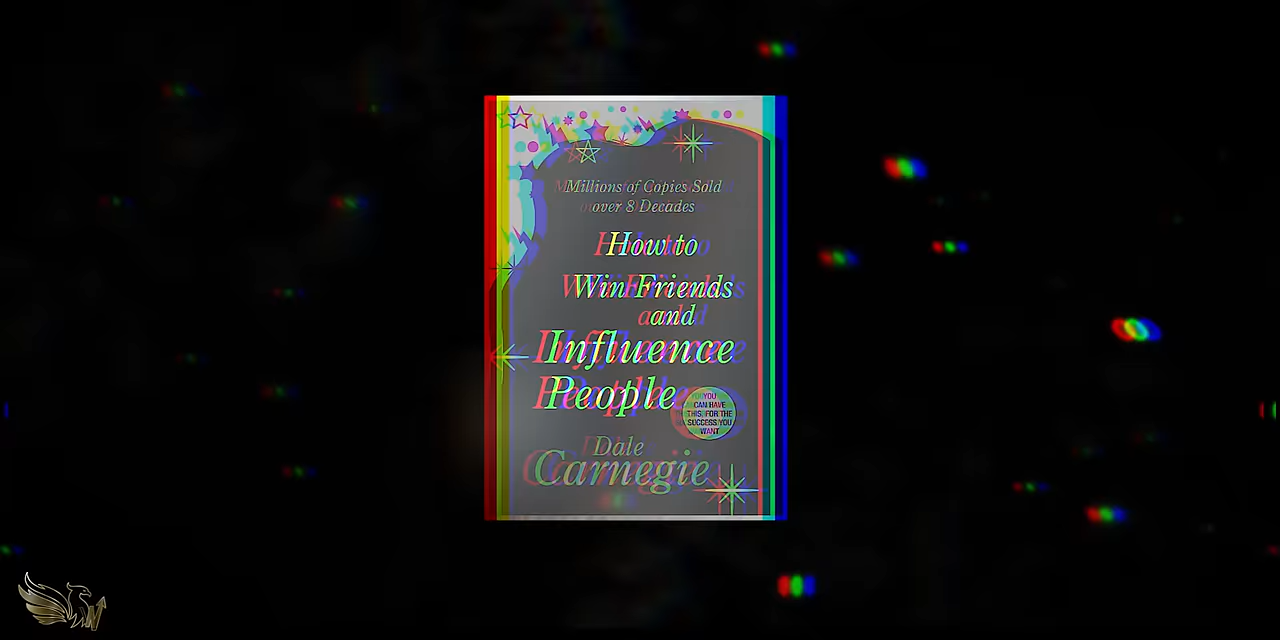 Millions of Copies Sold
over 8 Decades
How to
Win Friends
and
Influence
People
YOU
CAN HAVE
THIS, FOR THE
SUCCESS YOU
WANT
Dale
Carnegie